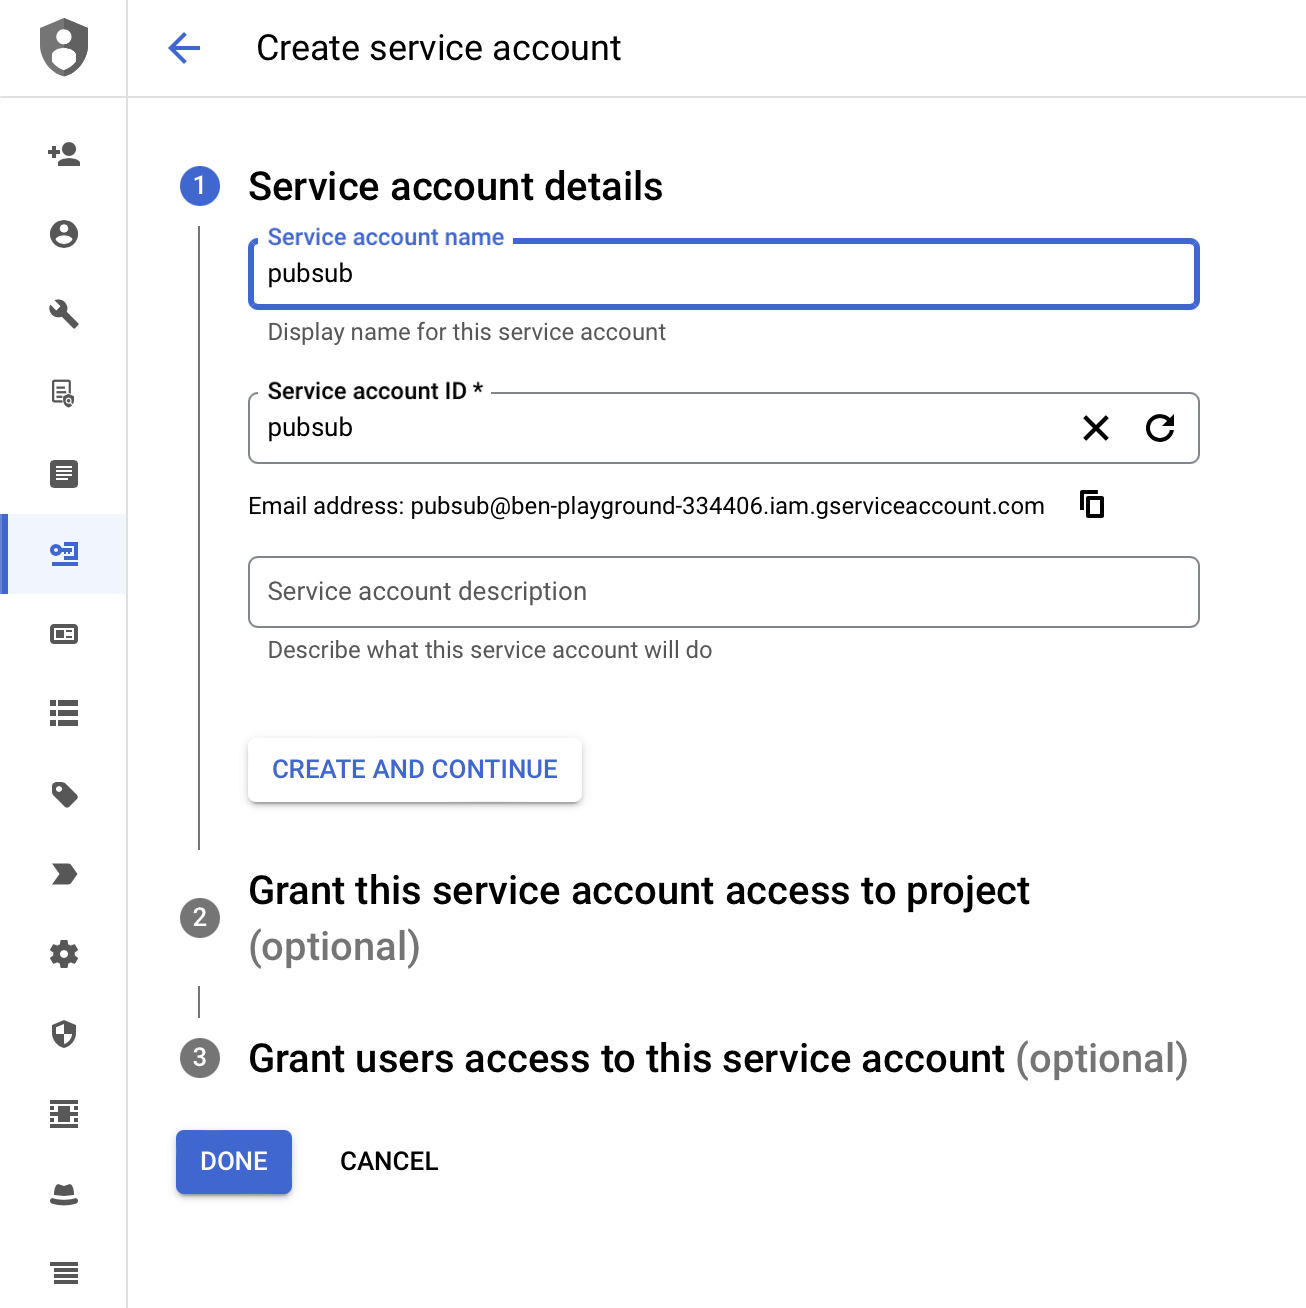 Create service account
1
Service account details
Service account name
pubsub
Display name for this service account
Service account ID *
pubsub
Email address: pubsub@ben-playground-334406.iam.gserviceaccount.com
Service account description
Describe what this service account will do
CREATE AND CONTINUE
2
Grant this service account access to project
(optional)
3
Grant users access to this service account (optional)
DONE
CANCEL